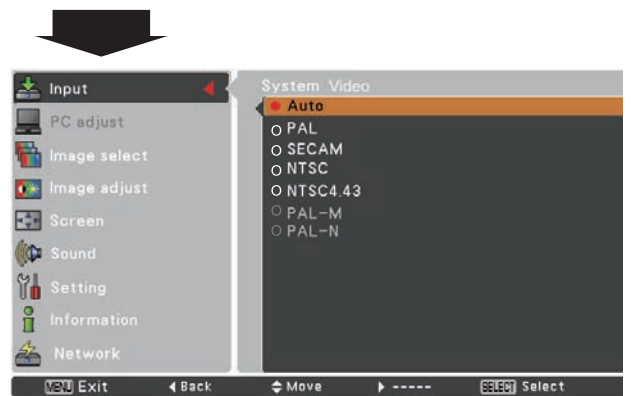 Input
PC adjust
Image select
Image adjust
Screen
Sound
Setting
Information
Network
System Video
Auto
PAL
SECAM
NTSC
NTSC4.43
PAL-M
PAL-N
MENU Exit Back Move ----- SELECT Select